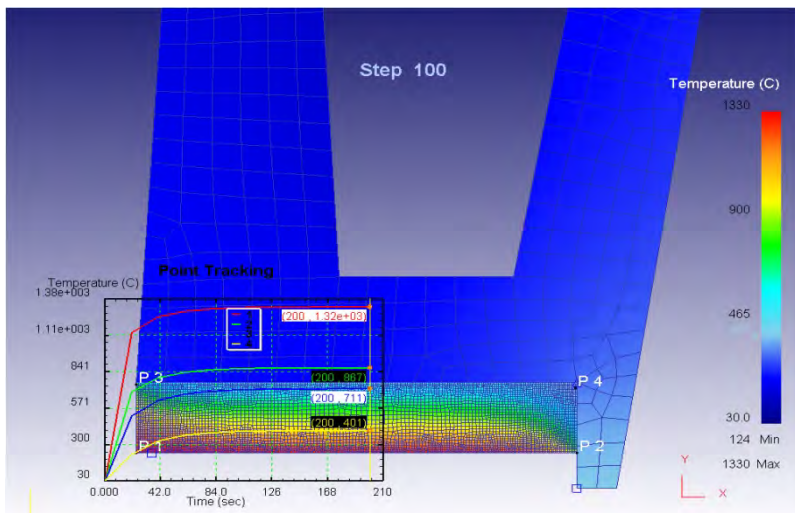 Step 100
Temperature (C)
1330
900
465
30.0
124 Min
1330 Max
Point Tracking
Temperature (C)
1.38e+003
1.11e+003
841
571
300
30
(200 , 1.32e+03)
(200 , 867)
(200 , 711)
(200 , 401)
P 3
P 4
P 1
P 2
0.000
42.0
84.0
126
168
210
Time (sec)
Y
X